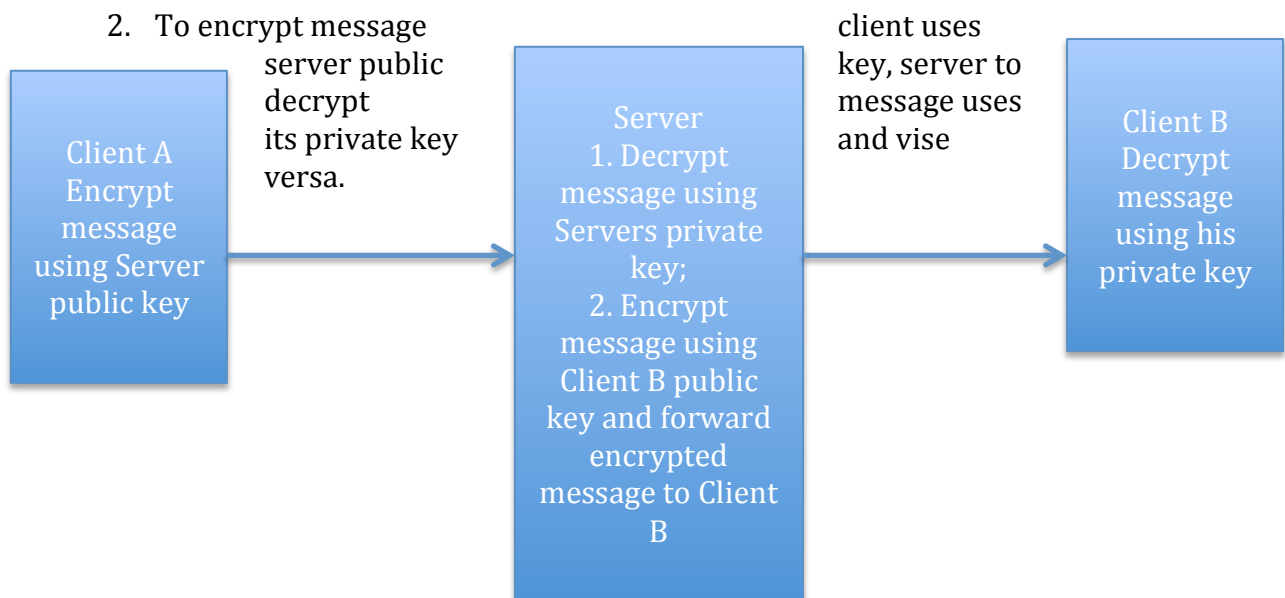 2. To encrypt message client uses
server public key, server to
decrypt message uses
its private key and vise
versa.
Client A
Encrypt
message
using Server
public key
Server
1. Decrypt
message using
Servers private
key;
2. Encrypt
message using
Client B public
key and forward
encrypted
message to Client
B
Client B
Decrypt
message
using his
private key